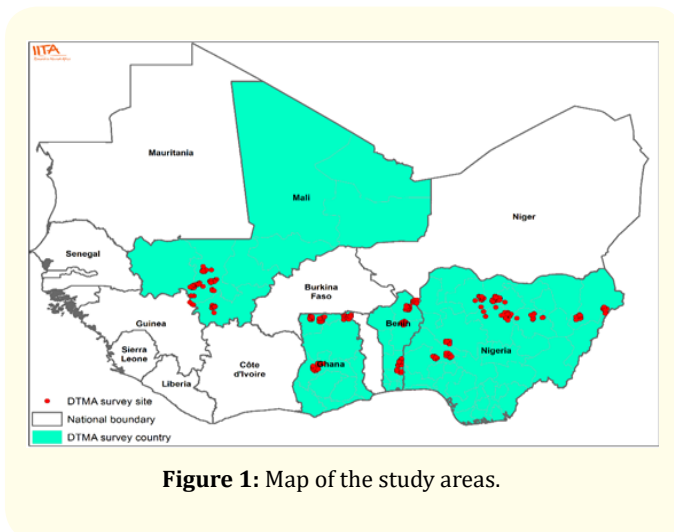 IITA
Mauritania
Mali
Niger
Senegal
Burkina
Faso
Guinea
Benin
Sierra
Leone
Côte
d'Ivoire
Ghana
Nigeria
Liberia
DTMA survey site
National boundary
DTMA survey country
Figure 1: Map of the study areas.